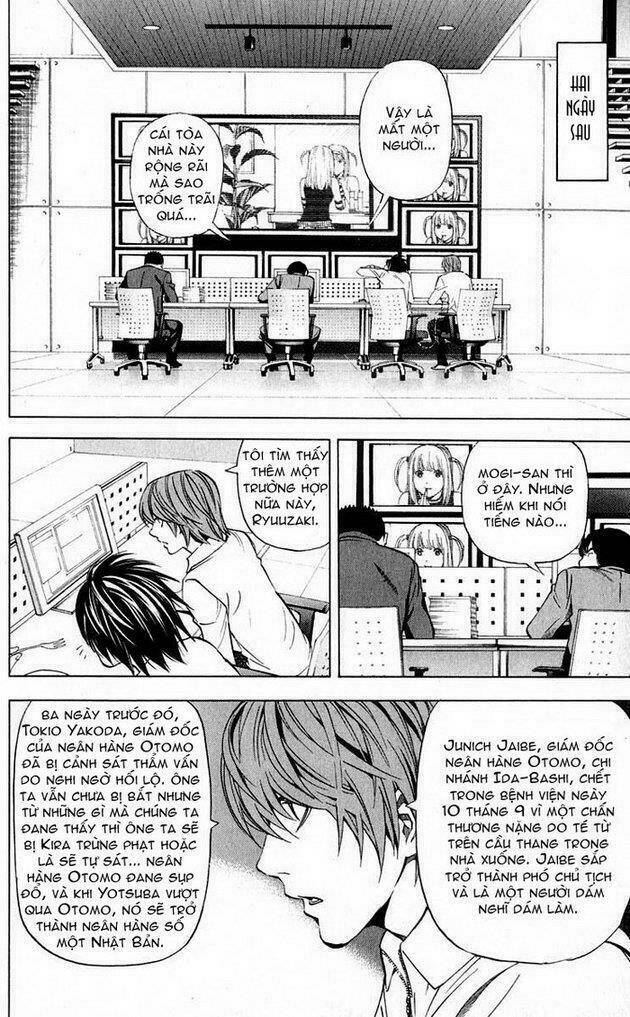 HAI
NGÀY
SAU
VẬY LÀ
MẤT MỘT
NGƯỜI...
CÁI TÒA
NHÀ NÀY
RỘNG RÃI
MÀ SAO
TRỐNG TRÃI
QUÁ...
MOGI-SAN THÌ
Ở ĐÂY. NHƯNG
HIẾM KHI NÓI
TIẾNG NÀO...
TÔI TÌM THẤY
THÊM MỘT
TRƯỜNG HỢP
NỮA NÀY,
RYUUZAKI.
JUNICH JAIBE, GIÁM ĐỐC
NGÂN HÀNG OTOMO, CHI
NHÁNH IDA-BASHI, CHẾT
TRONG BỆNH VIỆN NGÀY
10 THÁNG 9 VÌ MỘT CHẤN
THƯƠNG NẶNG DO TÉ TỪ
TRÊN CẦU THANG TRONG
NHÀ XUỐNG. JAIBE SẮP
TRỞ THÀNH PHÓ CHỦ TỊCH
VÀ LÀ MỘT NGƯỜI DÁM
NGHĨ DÁM LÀM.
BA NGÀY TRƯỚC ĐÓ,
TOKIO YAKODA, GIÁM ĐỐC
CỦA NGÂN HÀNG OTOMO
ĐÃ BỊ CẢNH SÁT THẨM VẤN
DO NGHI NGỜ HỐI LỘ. ÔNG
TA VẪN CHƯA BỊ BẮT NHƯNG
TỪ NHỮNG GÌ MÀ CHÚNG TA
ĐANG THẤY THÌ ÔNG TA SẼ
BỊ KIRA TRỪNG PHẠT HOẶC
LÀ SẼ TỰ SÁT... NGÂN
HÀNG OTOMO ĐANG SỤP
ĐỔ, VÀ KHI YOTSUBA VƯỢT
QUA OTOMO, NÓ SẼ TRỞ
THÀNH NGÂN HÀNG SỐ
MỘT NHẬT BẢN.